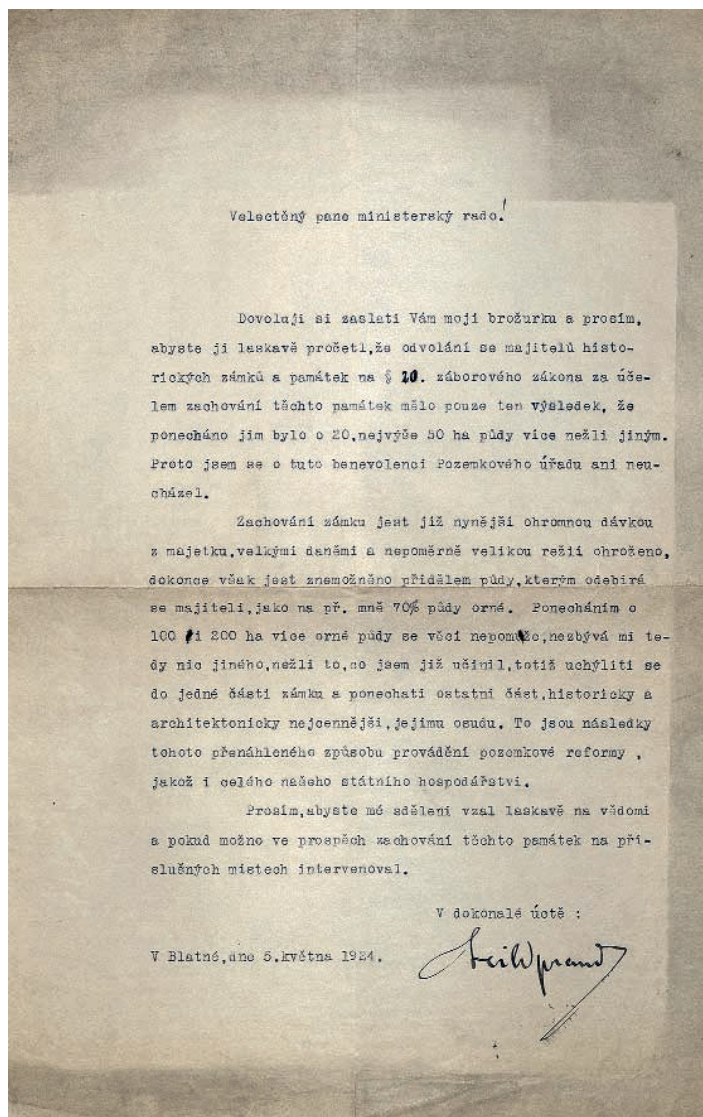 Velectěný pane ministerský rado!
Dovoluji si zaslati Vám moji brožurku a prosím,
abyste ji laskavě pročetl,že odvolání se majitelů histo-
rických zámků a památek na § 20. záborového zákona za úče-
lem zachování těchto památek mělo pouze ten výsledek, že
ponecháno jim bylo o 20,nejvýše 50 ha půdy více nežli jiným.
Proto jsem se o tuto benevolenci Pozemkového úřadu ani neu-
cházel.
Zachování zámku jest již nynější ohromnou dávkou
z majetku,velkými daněmi a nepoměrně velikou režií ohroženo,
dokonce však jest znemožněno přídělem půdy,kterým odebírá
se majiteli,jako na př. mně 70% půdy orné. Ponecháním o
100 i 200 ha více orné půdy se věci nepomůže,nezbývá mi te-
dy nic jiného,nežli to,co jsem již učinil,totiž uchýliti se
do jedné části zámku a ponechati ostatní část,historicky a
architektonicky nejcennější,jejímu osudu. To jsou následky
tohoto přenáhleného způsobu provádění pozemkové reformy ,
jakož i celého našeho státního hospodářství.
Prosím,abyste mé sdělení vzal laskavě na vědomí
a pokud možno ve prospěch zachování těchto památek na pří-
slušných místech intervenoval.
V dokonalé úctě :
V Blatné,dne 5.května 1924.